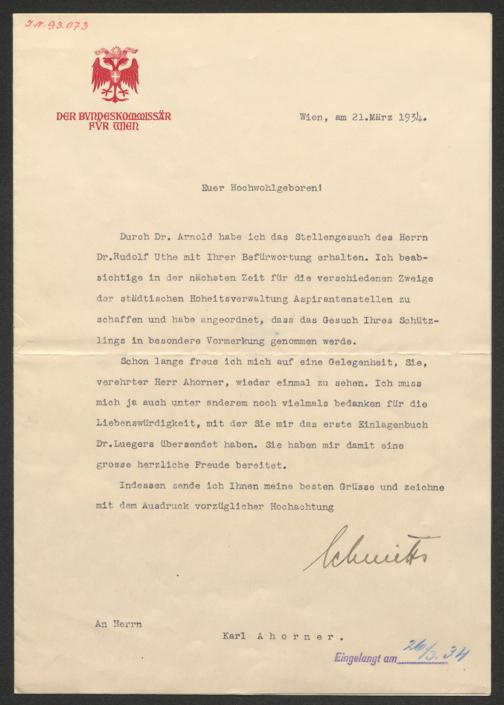 I.N. 93.073
DER BUNDESKOMMISSÄR
FÜR WIEN
Wien, am 21.März 1934.
Euer Hochwohlgeboren!
Durch Dr. Arnold habe ich das Stellengesuch des Herrn
Dr.Rudolf Uthe mit Ihrer Befürwortung erhalten. Ich beab-
sichtige in der nächsten Zeit für die verschiedenen Zweige
der städtischen Hoheitsverwaltung Aspirantenstellen zu
schaffen und habe angeordnet, dass das Gesuch Ihres Schütz-
lings in besondere Vormerkung genommen werde.
Schon lange freue ich mich auf eine Gelegenheit, Sie,
verehrter Herr Ahorner, wieder einmal zu sehen. Ich muss
mich ja auch unter anderem noch vielmals bedanken für die
Liebenswürdigkeit, mit der Sie mir das erste Einlagenbuch
Dr.Luegers übersendet haben. Sie haben mir damit eine
grosse herzliche Freude bereitet.
Indessen sende ich Ihnen meine besten Grüsse und zeichne
mit dem Ausdruck vorzüglicher Hochachtung
Schmitz
An Herrn
Karl A h o r n e r .
Eingelangt am 26/3. 34